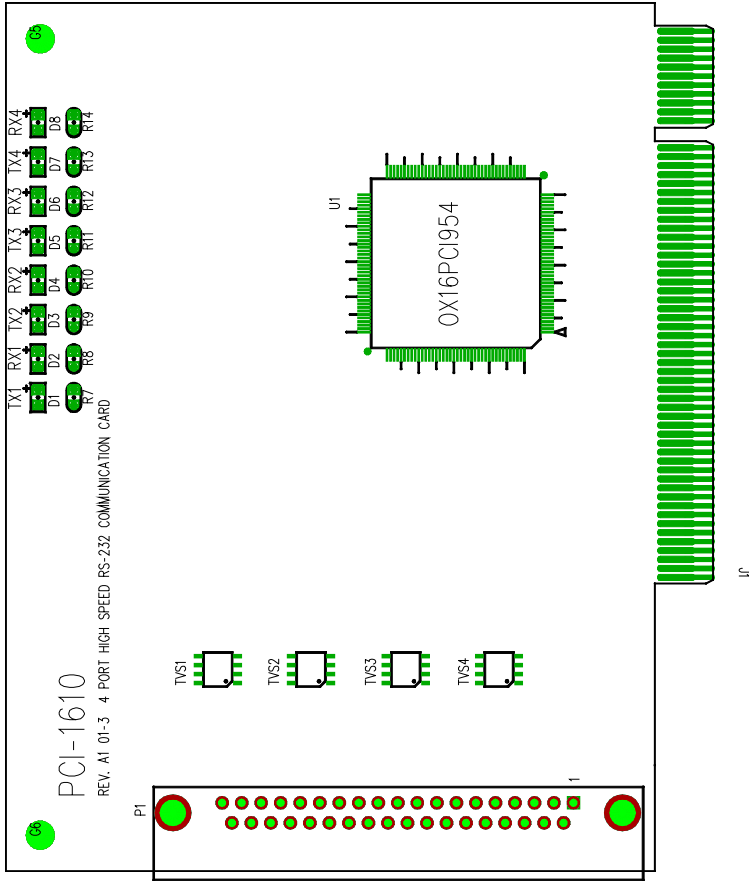 G5
RX4
D8
R14
TX4
D7
R13
RX3
D6
R12
TX3
D5
R11
RX2
D4
R10
TX2
D3
R9
RX1
D2
R8
TX1
D1
R7
U1
OX16PCI954
J1
PCI-1610
REV. A1 01-3 4 PORT HIGH SPEED RS-232 COMMUNICATION CARD
TVS1
TVS2
TVS3
TVS4
P1
1
G6